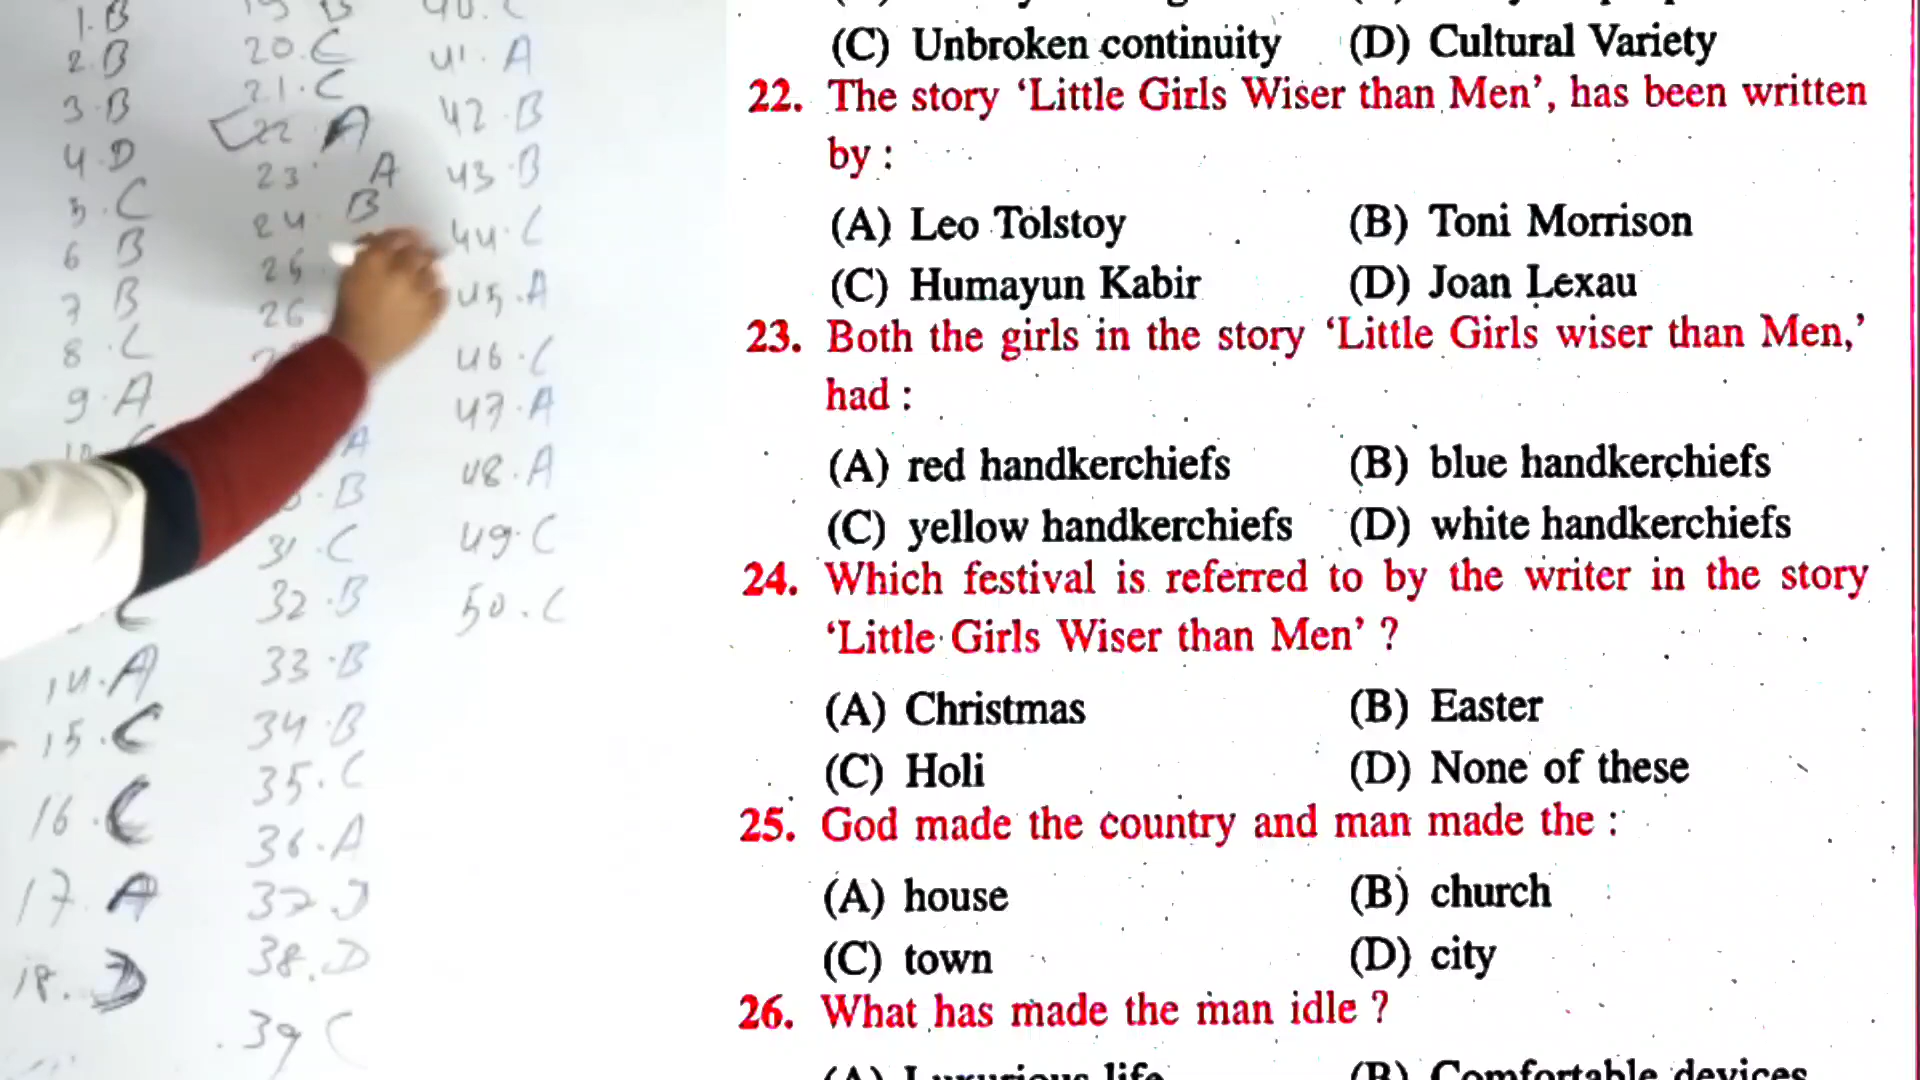 1. B
2. B
3. B
4. D
5. C
6 B
7 B
8. C
9. A
14. A
15. C
16. C
17. A
18. D
20. C
21. C
22. A
23. A
24. B
25
26
A
B
31. C
32. B
33. B
34. B
35. C
36. A
38. D
39 C
40. C
41. A
42. B
43. B
44. C
45. A
46. C
47. A
48. A
49. C
50. C
(C) Unbroken continuity (D) Cultural Variety
22. The story ‘Little Girls Wiser than Men’, has been written
by :
(A) Leo Tolstoy (B) Toni Morrison
(C) Humayun Kabir (D) Joan Lexau
23. Both the girls in the story ‘Little Girls wiser than Men,’
had :
(A) red handkerchiefs (B) blue handkerchiefs
(C) yellow handkerchiefs (D) white handkerchiefs
24. Which festival is referred to by the writer in the story
‘Little Girls Wiser than Men’ ?
(A) Christmas (B) Easter
(C) Holi (D) None of these
25. God made the country and man made the :
(A) house (B) church
(C) town (D) city
26. What has made the man idle ?
(A) Luxurious life (B) Comfortable devices